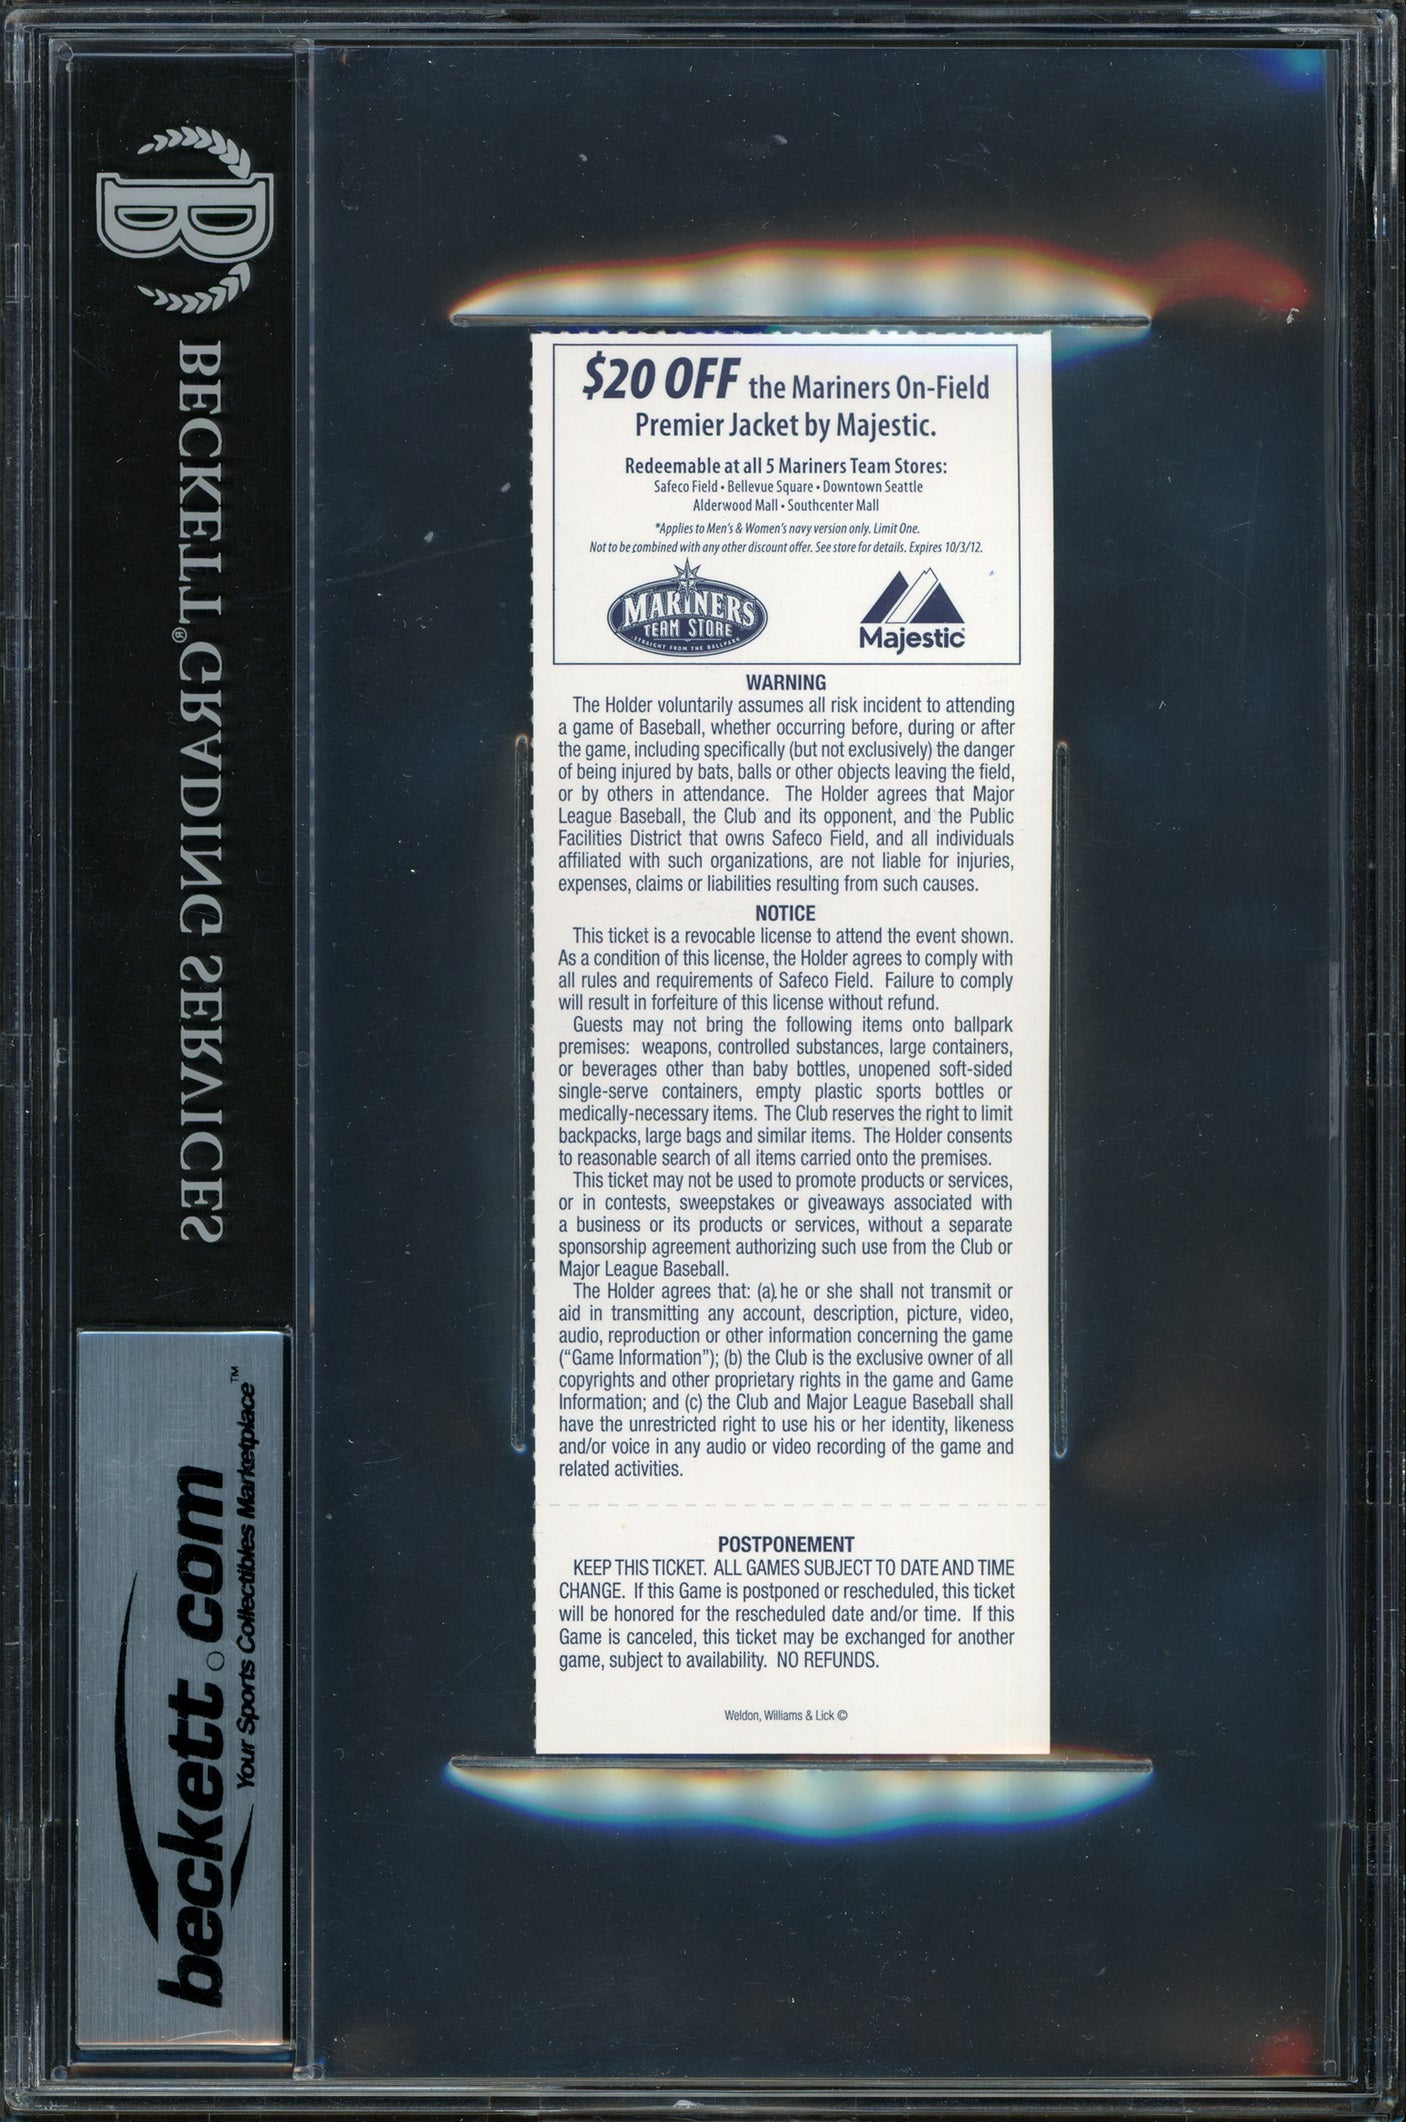 BECKETT® GRADING SERVICES
beckett.com™
Your Sports Collectibles Marketplace
$20 OFF the Mariners On-Field
Premier Jacket by Majestic.
Redeemable at all 5 Mariners Team Stores:
Safeco Field • Bellevue Square • Downtown Seattle
Alderwood Mall • Southcenter Mall
*Applies to Men's & Women's navy version only. Limit One.
Not to be combined with any other discount offer. See store for details. Expires 10/3/12.
MARINERS
TEAM STORE
STRAIGHT FROM THE BALLPARK
Majestic
WARNING
The Holder voluntarily assumes all risk incident to attending
a game of Baseball, whether occurring before, during or after
the game, including specifically (but not exclusively) the danger
of being injured by bats, balls or other objects leaving the field,
or by others in attendance. The Holder agrees that Major
League Baseball, the Club and its opponent, and the Public
Facilities District that owns Safeco Field, and all individuals
affiliated with such organizations, are not liable for injuries,
expenses, claims or liabilities resulting from such causes.
NOTICE
This ticket is a revocable license to attend the event shown.
As a condition of this license, the Holder agrees to comply with
all rules and requirements of Safeco Field. Failure to comply
will result in forfeiture of this license without refund.
Guests may not bring the following items onto ballpark
premises: weapons, controlled substances, large containers,
or beverages other than baby bottles, unopened soft-sided
single-serve containers, empty plastic sports bottles or
medically-necessary items. The Club reserves the right to limit
backpacks, large bags and similar items. The Holder consents
to reasonable search of all items carried onto the premises.
This ticket may not be used to promote products or services,
or in contests, sweepstakes or giveaways associated with
a business or its products or services, without a separate
sponsorship agreement authorizing such use from the Club or
Major League Baseball.
The Holder agrees that: (a) he or she shall not transmit or
aid in transmitting any account, description, picture, video,
audio, reproduction or other information concerning the game
(“Game Information”); (b) the Club is the exclusive owner of all
copyrights and other proprietary rights in the game and Game
Information; and (c) the Club and Major League Baseball shall
have the unrestricted right to use his or her identity, likeness
and/or voice in any audio or video recording of the game and
related activities.
POSTPONEMENT
KEEP THIS TICKET. ALL GAMES SUBJECT TO DATE AND TIME
CHANGE. If this Game is postponed or rescheduled, this ticket
will be honored for the rescheduled date and/or time. If this
Game is canceled, this ticket may be exchanged for another
game, subject to availability. NO REFUNDS.
Weldon, Williams & Lick ©